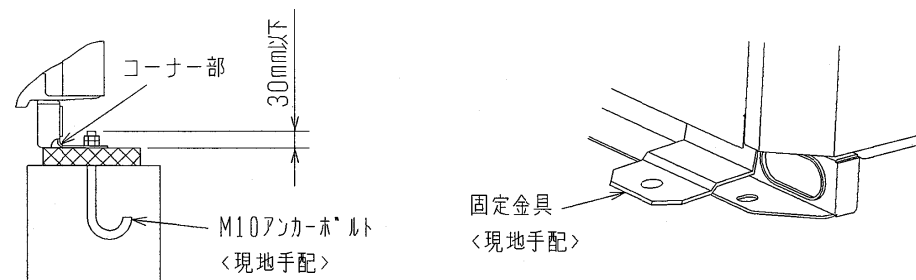 コーナー部
30mm以下
M10アンカーボルト
<現地手配>
固定金具
<現地手配>